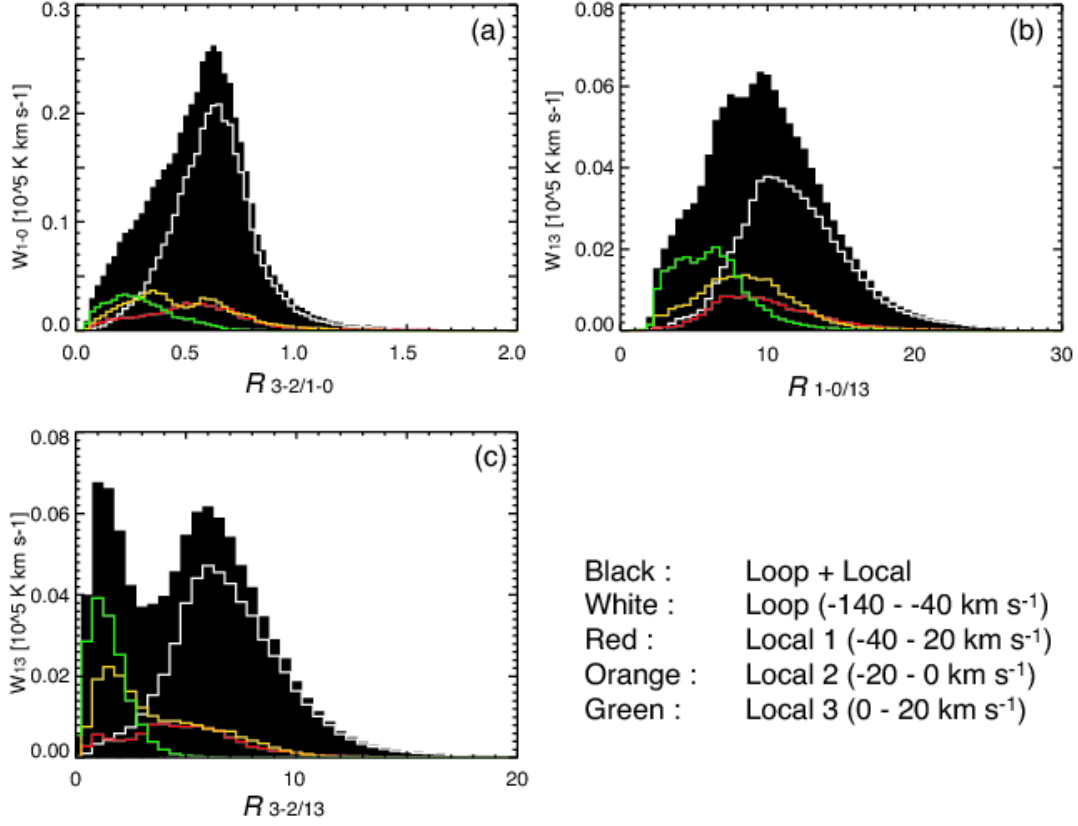 (a)
0.3
0.2
0.1
0.0
W1-0 [10^5 K km s-1]
0.0 0.5 1.0 1.5 2.0
R 3-2/1-0
(b)
0.08
0.06
0.04
0.02
0.00
W13 [10^5 K km s-1]
0 10 20 30
R 1-0/13
(c)
0.08
0.06
0.04
0.02
0.00
W13 [10^5 K km s-1]
0 10 20
R 3-2/13
Black : Loop + Local
White : Loop (-140 - -40 km s-1)
Red : Local 1 (-40 - 20 km s-1)
Orange : Local 2 (-20 - 0 km s-1)
Green : Local 3 (0 - 20 km s-1)